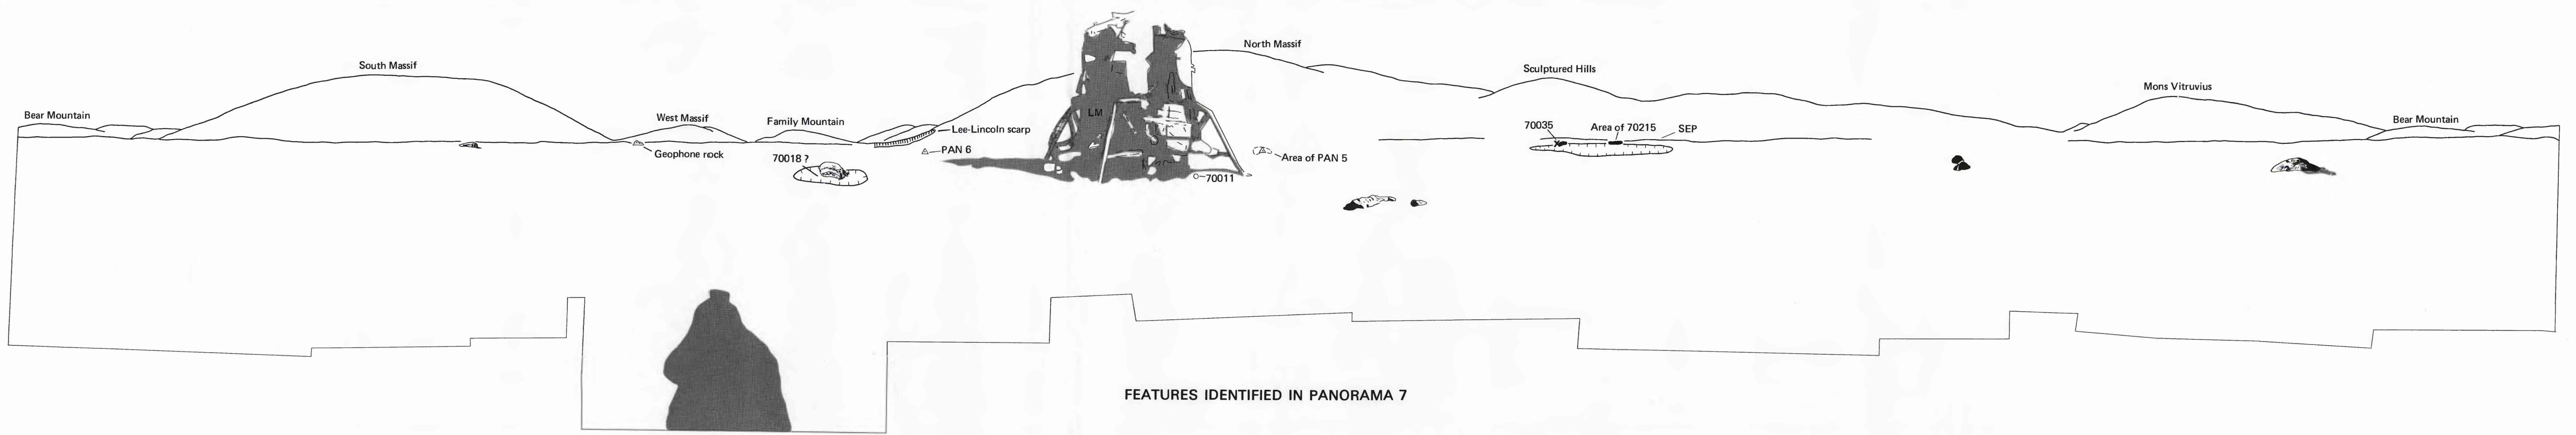 North Massif
South Massif
Sculptured Hills
Mons Vitruvius
Bear Mountain
West Massif
Family Mountain
LM
Lee-Lincoln scarp
70035
Area of 70215
SEP
Bear Mountain
Geophone rock
70018 ?
PAN 6
Area of PAN 5
70011
FEATURES IDENTIFIED IN PANORAMA 7